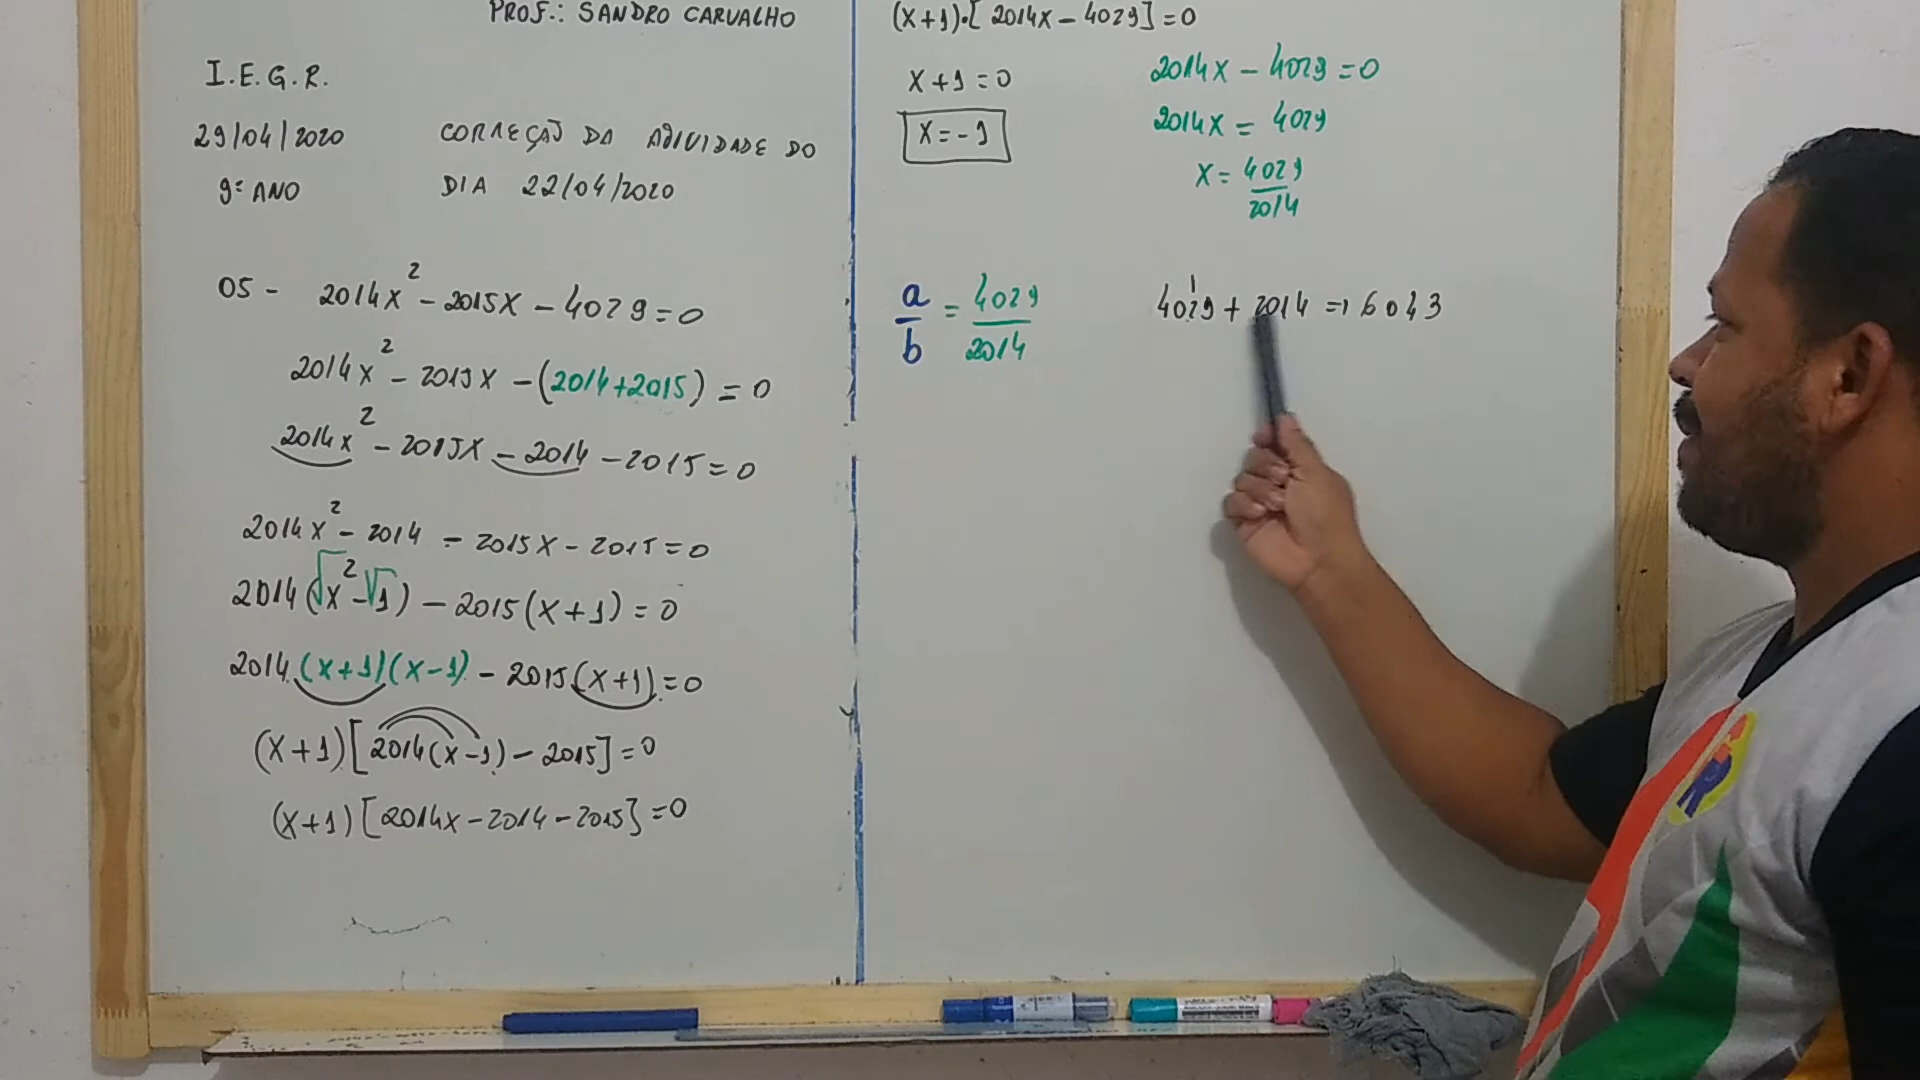 PROF.: SANDRO CARVALHO
I.E.G.R.
29/04/2020
9º ANO
CORREÇÃO DA ATIVIDADE DO
DIA 22/04/2020
05 - 2014x² - 2015x - 4029 = 0
2014x² - 2015x - (2014+2015) = 0
2014x² - 2015x - 2014 - 2015 = 0
2014x² - 2014 - 2015x - 2015 = 0
2014(√x² - √1) - 2015(x+1) = 0
2014.(x+1)(x-1) - 2015(x+1) = 0
(x+1)[2014(x-1) - 2015] = 0
(x+1)[2014x - 2014 - 2015] = 0
(x+1)·[2014x - 4029] = 0
x+1 = 0
x = -1
2014x - 4029 = 0
2014x = 4029
x = 4029
2014
a = 4029
b 2014
1
4029 + 2014 => 6043